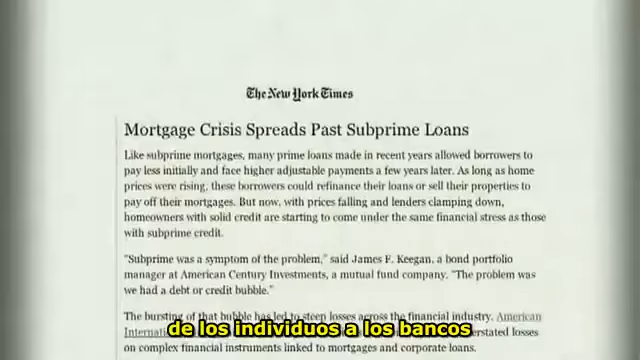 The New York Times
Mortgage Crisis Spreads Past Subprime Loans
Like subprime mortgages, many prime loans made in recent years allowed borrowers to
pay less initially and face higher adjustable payments a few years later. As long as home
prices were rising, these borrowers could refinance their loans or sell their properties to
pay off their mortgages. But now, with prices falling and lenders clamping down,
homeowners with solid credit are starting to come under the same financial stress as those
with subprime credit.
"Subprime was a symptom of the problem," said James F. Keegan, a bond portfolio
manager at American Century Investments, a mutual fund company. "The problem was
we had a debt or credit bubble."
The bursting of that bubble has led to steep losses across the financial industry. American
de los individuos a los bancos
on complex financial instruments linked to mortgages and corporate loans.